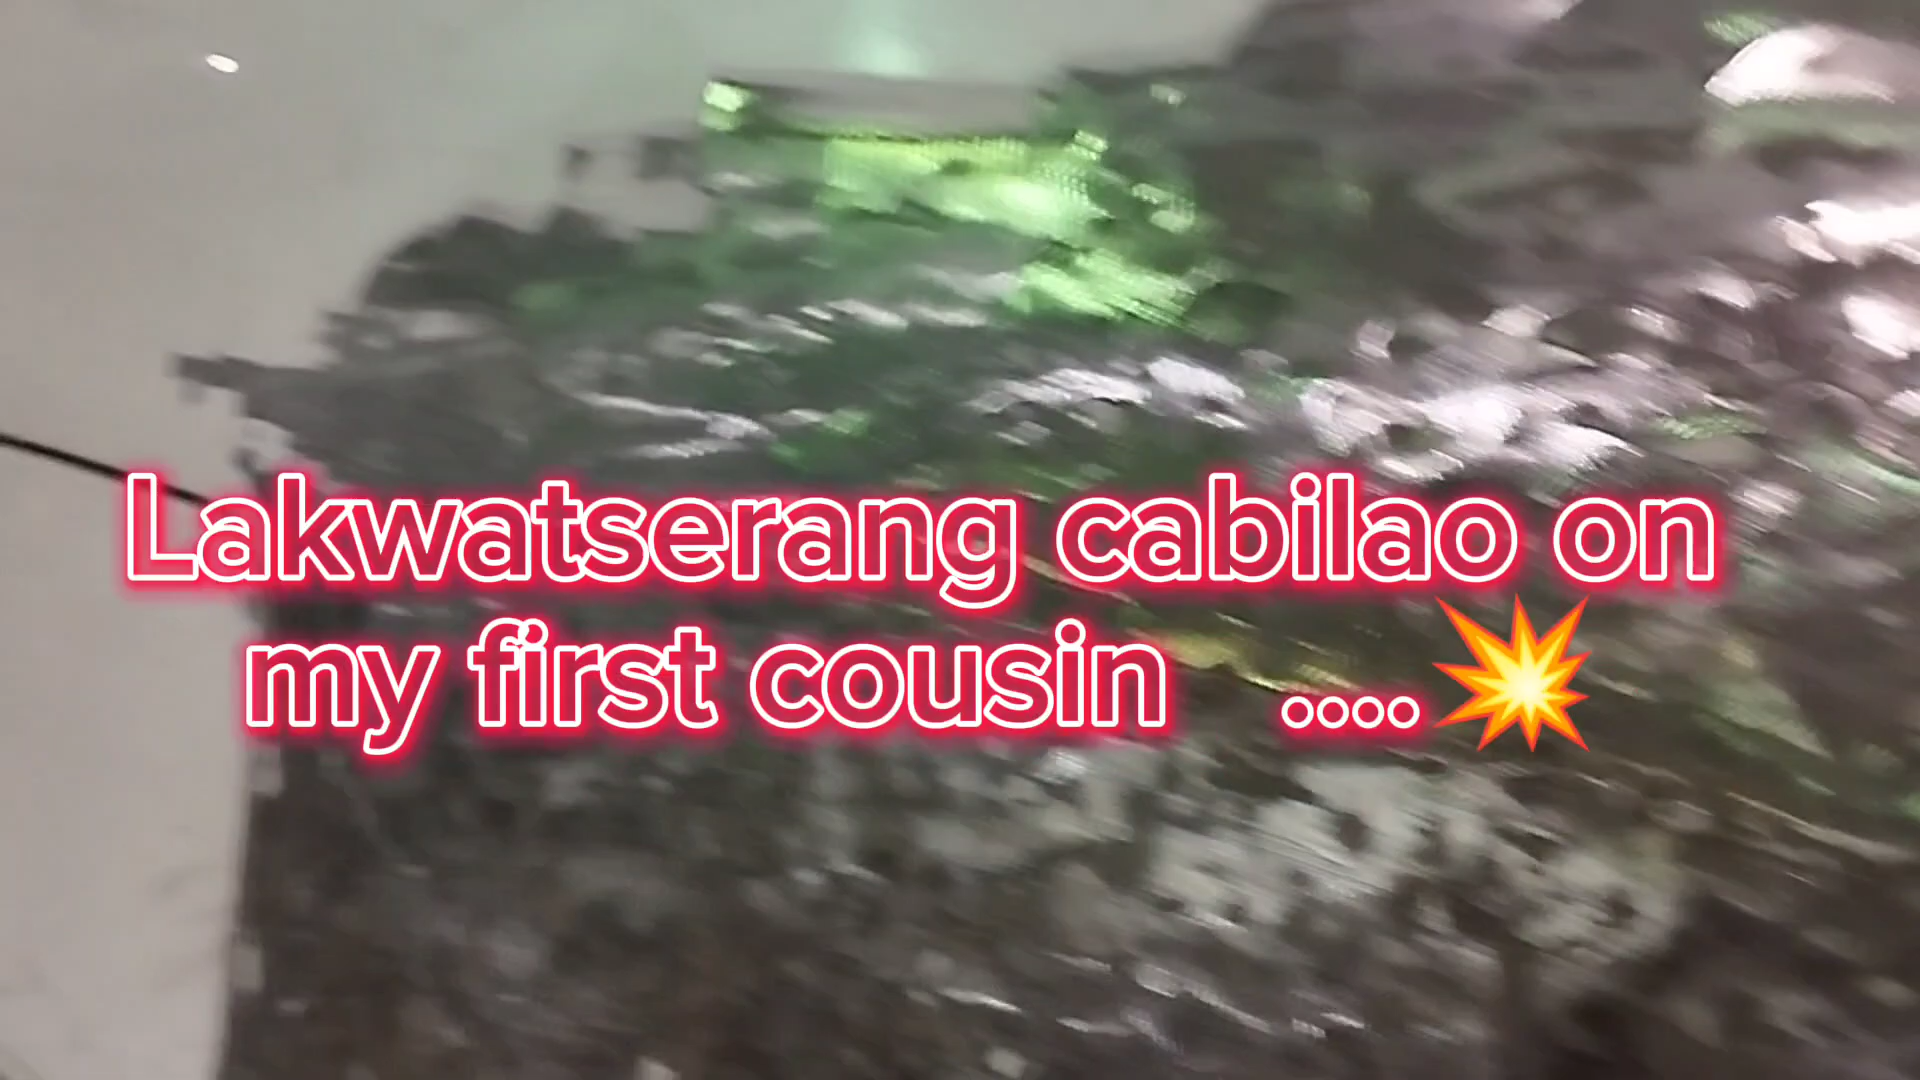 Lakwatserang cabilao on
my first cousin ....💥